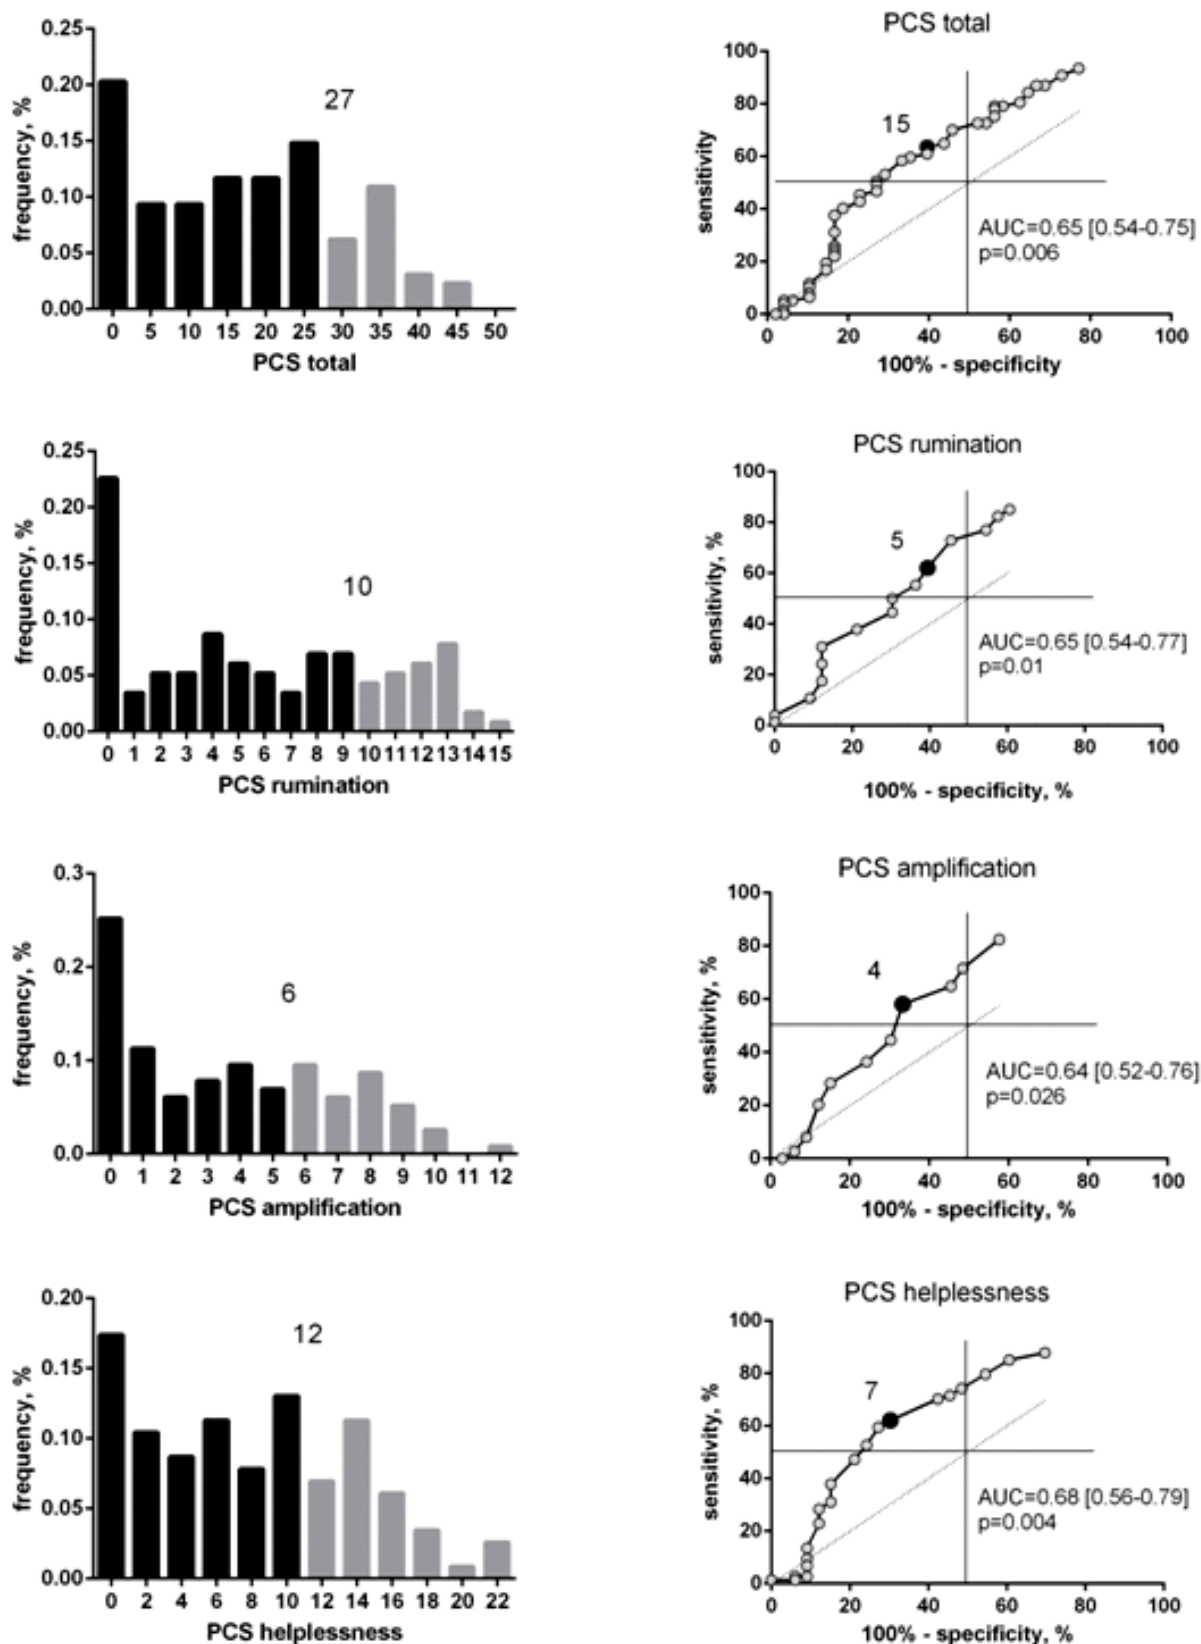 0.25
0.20
0.15
0.10
0.05
0.00
frequency, %
27
0 5 10 15 20 25 30 35 40 45 50
PCS total
PCS total
100
80
60
40
20
0
sensitivity
15
AUC=0.65 [0.54-0.75]
p=0.006
0 20 40 60 80 100
100% - specificity
0.25
0.20
0.15
0.10
0.05
0.00
frequency, %
10
0 1 2 3 4 5 6 7 8 9 10 11 12 13 14 15
PCS rumination
PCS rumination
100
80
60
40
20
0
sensitivity, %
5
AUC=0.65 [0.54-0.77]
p=0.01
0 20 40 60 80 100
100% - specificity, %
0.3
0.2
0.1
0.0
frequency, %
6
0 1 2 3 4 5 6 7 8 9 10 11 12
PCS amplification
PCS amplification
100
80
60
40
20
0
sensitivity, %
4
AUC=0.64 [0.52-0.76]
p=0.026
0 20 40 60 80 100
100% - specificity, %
0.20
0.15
0.10
0.05
0.00
frequency, %
12
0 2 4 6 8 10 12 14 16 18 20 22
PCS helplessness
PCS helplessness
100
80
60
40
20
0
sensitivity, %
7
AUC=0.68 [0.56-0.79]
p=0.004
0 20 40 60 80 100
100% - specificity, %